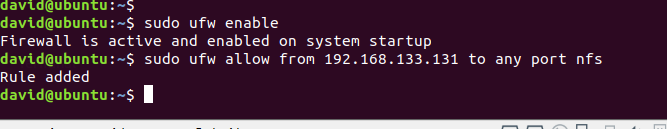 david@ubuntu:~$
david@ubuntu:~$ sudo ufw enable
Firewall is active and enabled on system startup
david@ubuntu:~$ sudo ufw allow from 192.168.133.131 to any port nfs
Rule added
david@ubuntu:~$